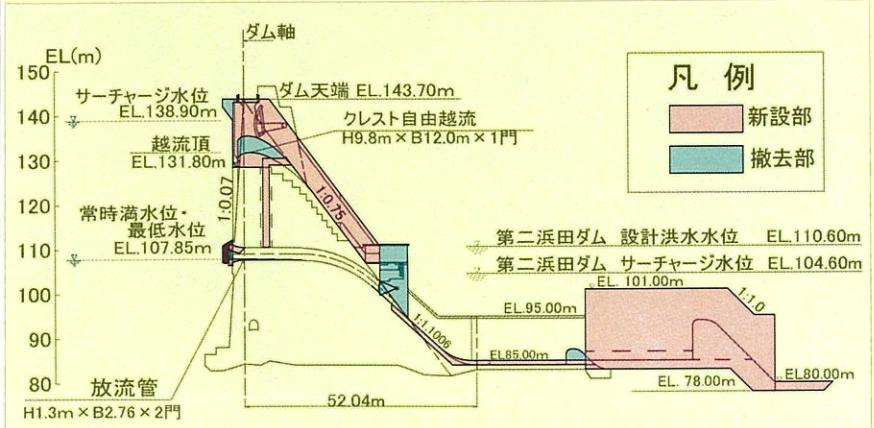 ダム軸
EL(m)
150
140
130
120
110
100
90
80
サーチャージ水位
EL.138.90m
ダム天端 EL.143.70m
クレスト自由越流
H9.8m×B12.0m×1門
越流頂
EL.131.80m
1:0.07
1:0.75
常時満水位・
最低水位
EL.107.85m
凡 例
新設部
撤去部
第二浜田ダム 設計洪水水位 EL.110.60m
第二浜田ダム サーチャージ水位 EL.104.60m
EL. 101.00m
1:1.0
EL.95.00m
1:1.1006
EL85.00m
EL80.00m
EL. 78.00m
放流管
H1.3m×B2.76×2門
52.04m